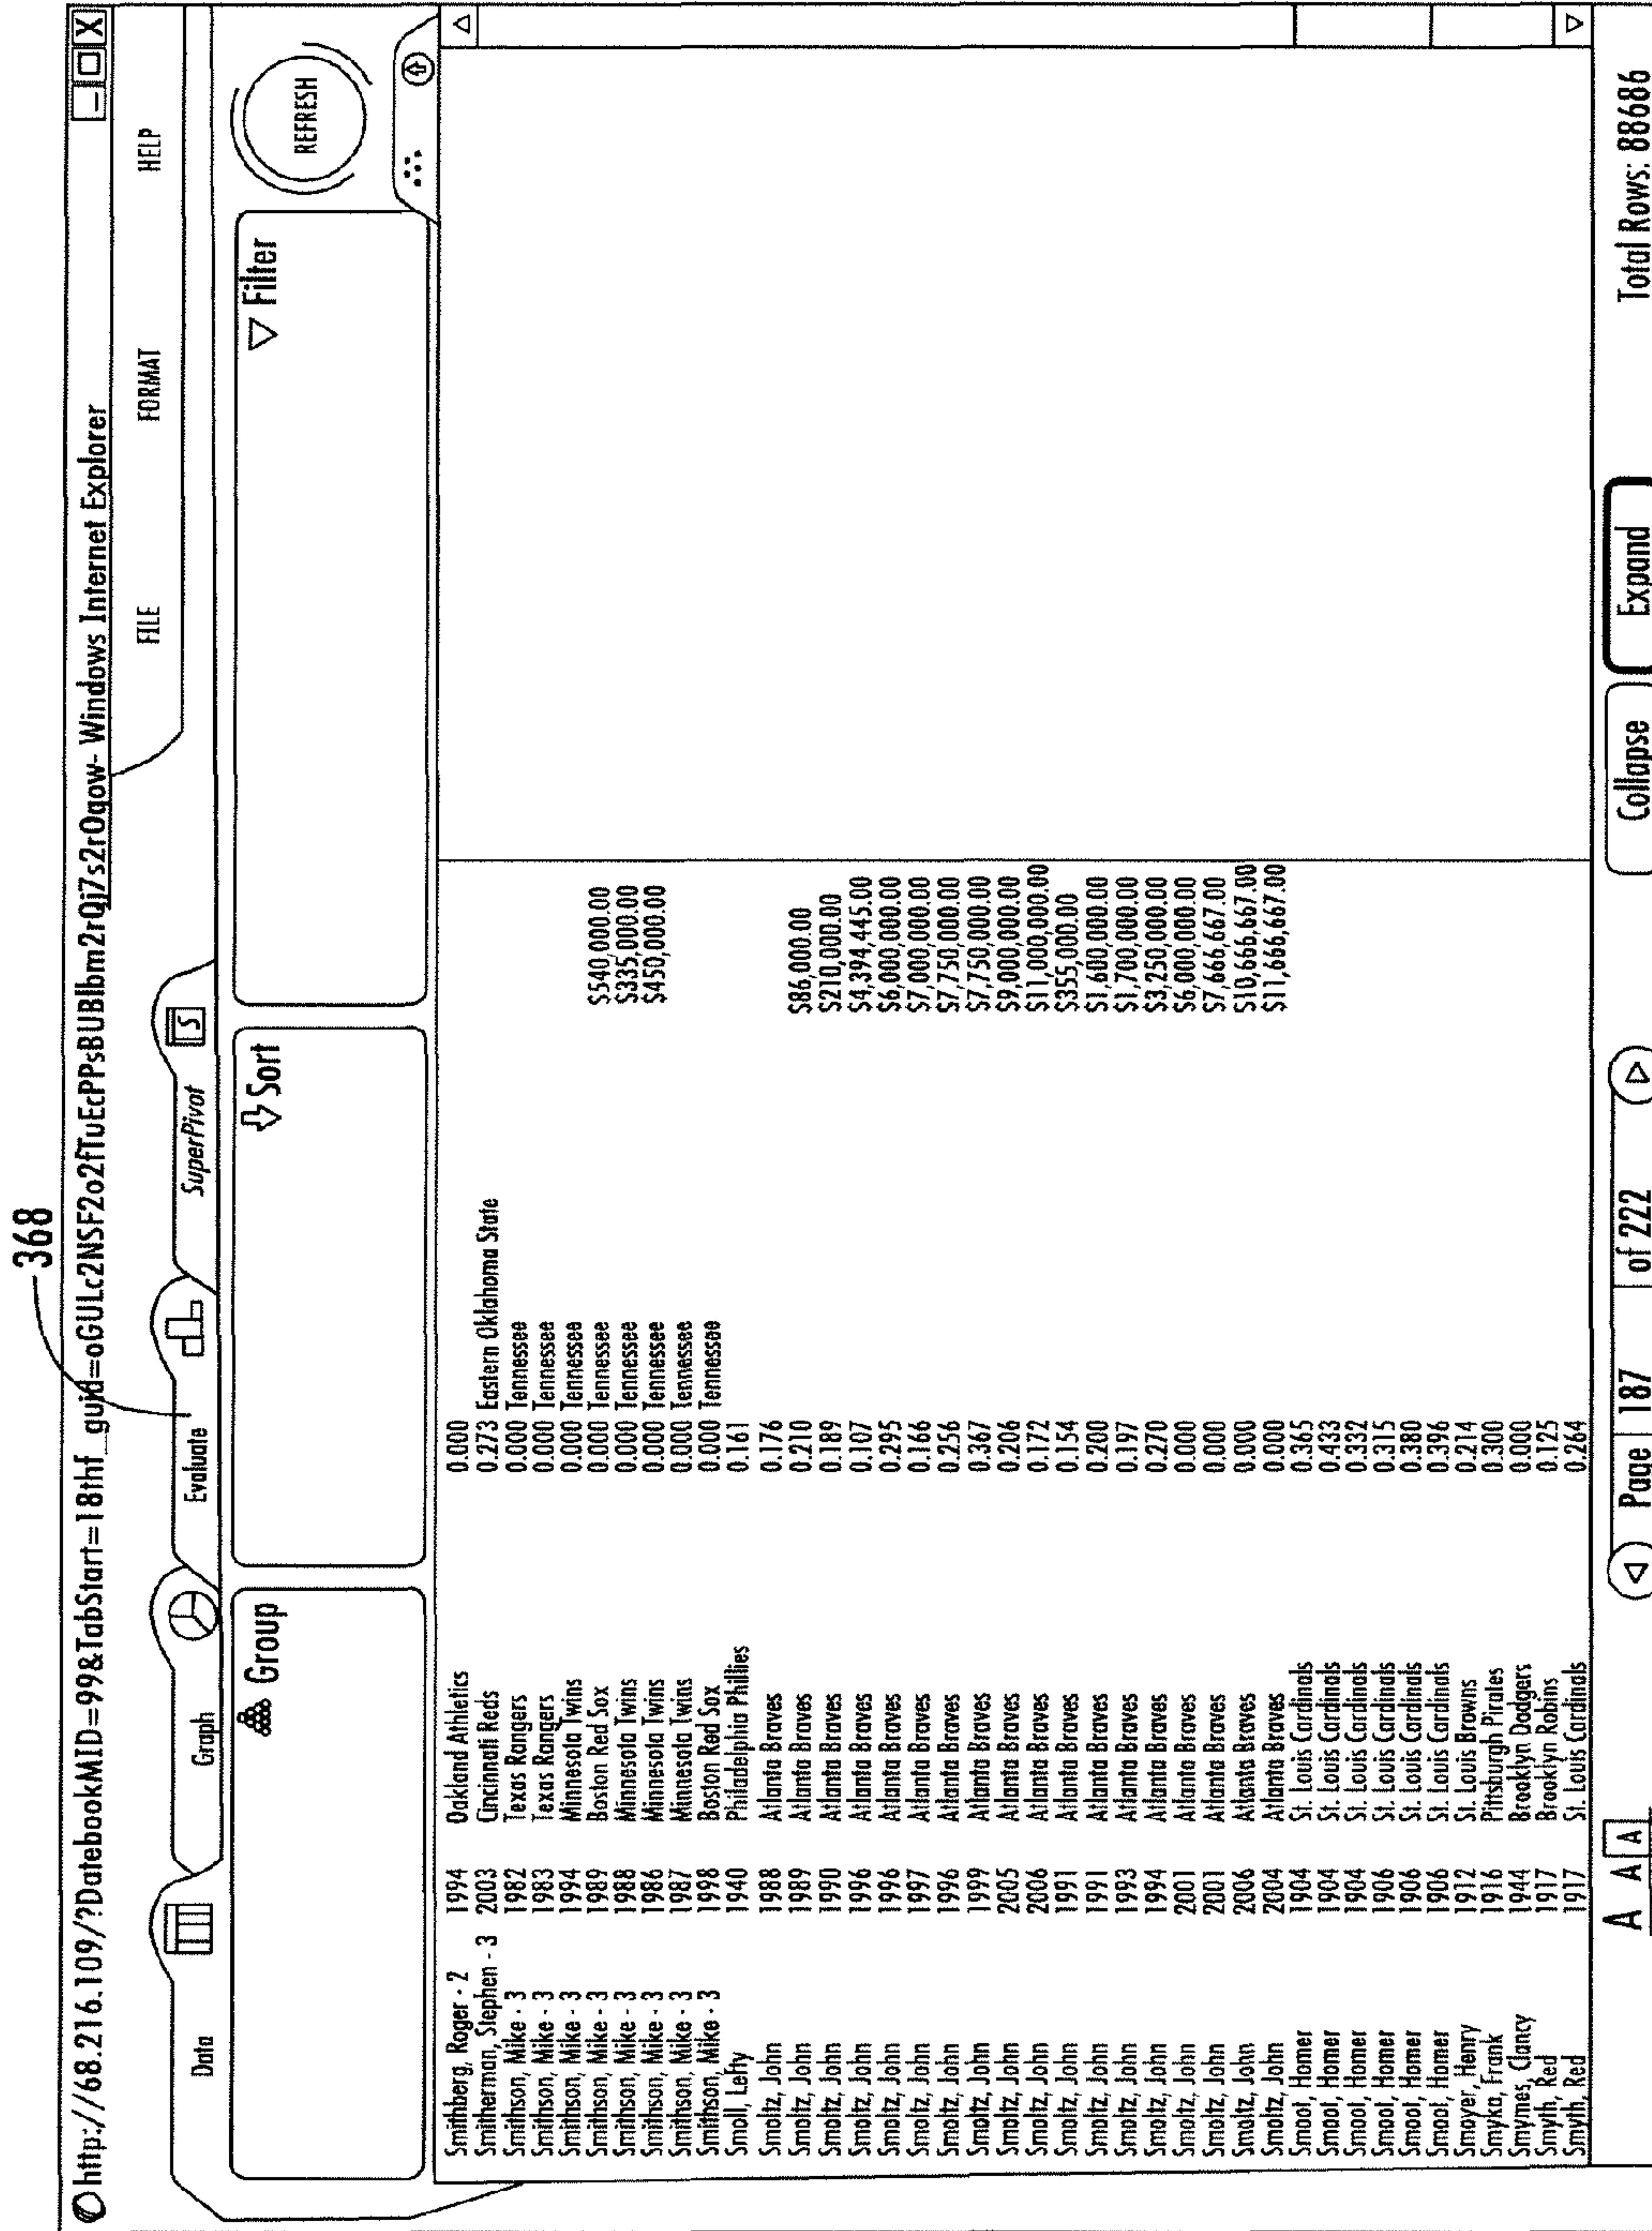 368
http://68.216.109/?DatebookMID=99&TabStart=18thf_guid=oGULc2NSF2o2fTuEcPPsBUBlbm2rQj7s2rOqow- Windows Internet Explorer
FILE FORMAT HELP
Data Graph Evaluate SuperPivot S
Group Sort Filter REFRESH
Smithberg, Roger - 2 1994 Oakland Athletics 0.000
Smitherman, Stephen - 3 2003 Cincinnati Reds 0.273 Eastern Oklahoma State
Smithson, Mike - 3 1982 Texas Rangers 0.000 Tennessee
Smithson, Mike - 3 1983 Texas Rangers 0.000 Tennessee
Smithson, Mike - 3 1994 Minnesota Twins 0.000 Tennessee
Smithson, Mike - 3 1989 Boston Red Sox 0.000 Tennessee $540,000.00
Smithson, Mike - 3 1988 Minnesota Twins 0.000 Tennessee $335,000.00
Smithson, Mike - 3 1986 Minnesota Twins 0.000 Tennessee $450,000.00
Smithson, Mike - 3 1987 Minnesota Twins 0.000 Tennessee
Smithson, Mike - 3 1998 Boston Red Sox 0.000 Tennessee
Smoll, Lefty 1940 Philadelphia Phillies 0.161
Smoltz, John 1988 Atlanta Braves 0.176
Smoltz, John 1989 Atlanta Braves 0.210 $86,000.00
Smoltz, John 1990 Atlanta Braves 0.189 $210,000.00
Smoltz, John 1996 Atlanta Braves 0.107 $4,394,445.00
Smoltz, John 1996 Atlanta Braves 0.295 $6,000,000.00
Smoltz, John 1997 Atlanta Braves 0.166 $7,000,000.00
Smoltz, John 1996 Atlanta Braves 0.256 $7,750,000.00
Smoltz, John 1999 Atlanta Braves 0.367 $7,750,000.00
Smoltz, John 2005 Atlanta Braves 0.206 $9,000,000.00
Smoltz, John 2006 Atlanta Braves 0.172 $11,000,000.00
Smoltz, John 1991 Atlanta Braves 0.154 $355,000.00
Smoltz, John 1991 Atlanta Braves 0.200 $1,600,000.00
Smoltz, John 1993 Atlanta Braves 0.197 $1,700,000.00
Smoltz, John 1994 Atlanta Braves 0.270 $3,250,000.00
Smoltz, John 2001 Atlanta Braves 0.000 $6,000,000.00
Smoltz, John 2001 Atlanta Braves 0.000 $7,666,667.00
Smoltz, John 2006 Atlanta Braves 0.000 $10,666,667.00
Smoltz, John 2004 Atlanta Braves 0.000 $11,666,667.00
Smoot, Homer 1904 St. Louis Cardinals 0.365
Smoot, Homer 1904 St. Louis Cardinals 0.433
Smoot, Homer 1904 St. Louis Cardinals 0.332
Smoot, Homer 1906 St. Louis Cardinals 0.315
Smoot, Homer 1906 St. Louis Cardinals 0.380
Smoot, Homer 1906 St. Louis Cardinals 0.396
Smoyer, Henry 1912 St. Louis Browns 0.214
Smyka, Frank 1916 Pittsburgh Pirates 0.300
Smymes, Clancy 1944 Brooklyn Dodgers 0.000
Smyth, Red 1917 Brooklyn Robins 0.125
Smyth, Red 1917 St. Louis Cardinals 0.264
A A A Page 187 of 222 Collapse Expand Total Rows: 88686